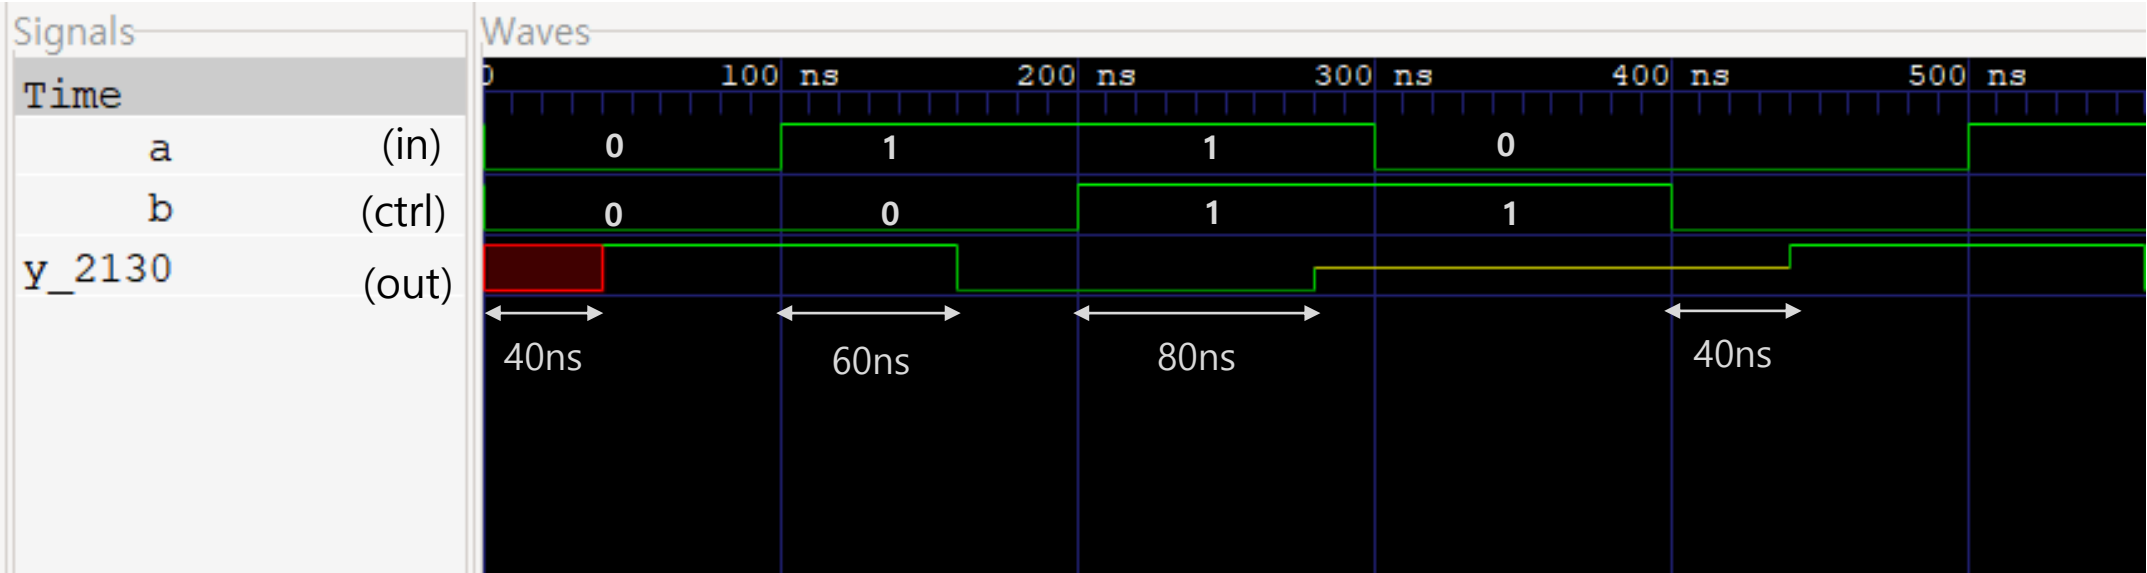 Signals Waves
0 100 ns 200 ns 300 ns 400 ns 500 ns
Time
a (in) 0 1 1 0
b (ctrl) 0 0 1 1
y_2130 (out)
40ns 60ns 80ns 40ns